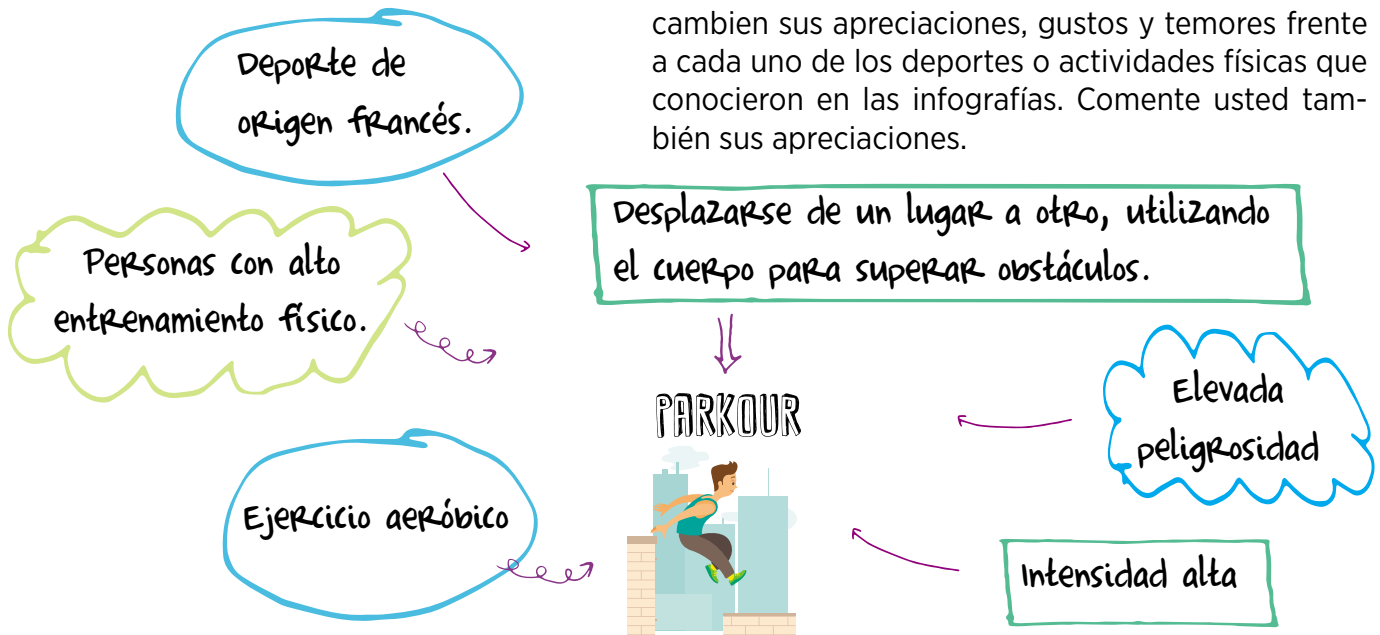 cambien sus apreciaciones, gustos y temores frente
a cada uno de los deportes o actividades físicas que
conocieron en las infografías. Comente usted tam-
bién sus apreciaciones.
Deporte de
origen francés.
Desplazarse de un lugar a otro, utilizando
el cuerpo para superar obstáculos.
Personas con alto
entrenamiento físico.
Elevada
peligrosidad
PARKOUR
Ejercicio aeróbico
Intensidad alta